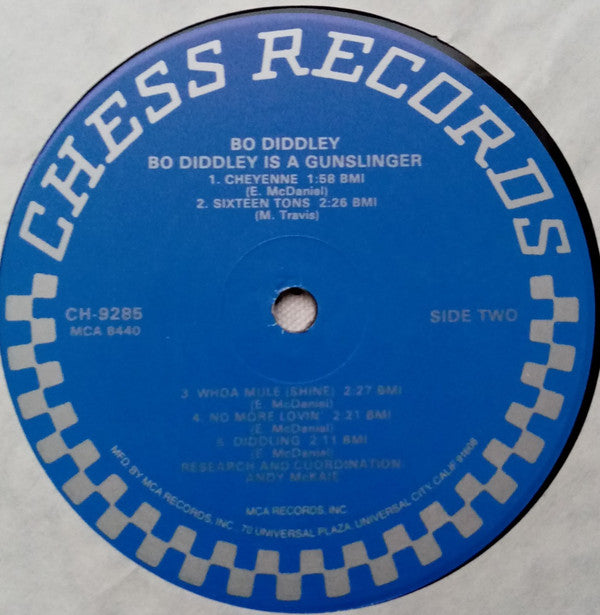 CHESS RECORDS
BO DIDDLEY
BO DIDDLEY IS A GUNSLINGER
1. CHEYENNE 1:58 BMI
(E. McDaniel)
2. SIXTEEN TONS 2:26 BMI
(M. Travis)
CH-9285
MCA 8440
SIDE TWO
3. WHOA MULE (SHINE) 2:27 BMI
(E. McDaniel)
4. NO MORE LOVIN' 2:21 BMI
(E. McDaniel)
5. DIDDLING 2:11 BMI
(E. McDaniel)
RESEARCH AND COORDINATION:
ANDY McKAIE
MCA RECORDS, INC
MFD BY MCA RECORDS, INC 70 UNIVERSAL PLAZA, UNIVERSAL CITY, CALIF 91608